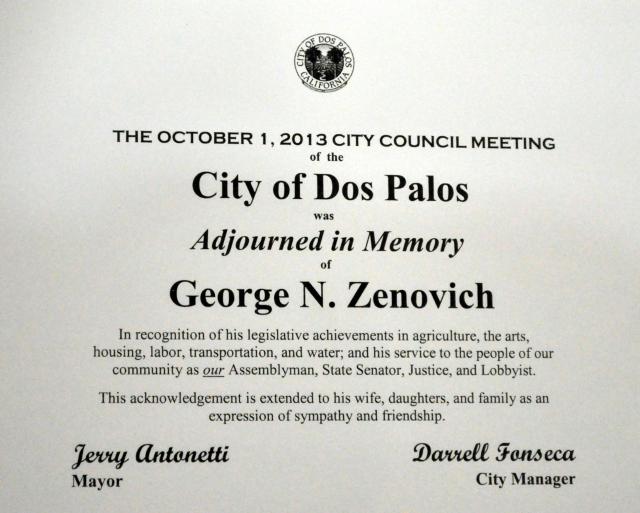 CITY OF DOS PALOS
CALIFORNIA
THE OCTOBER 1, 2013 CITY COUNCIL MEETING
of the
City of Dos Palos
was
Adjourned in Memory
of
George N. Zenovich
In recognition of his legislative achievements in agriculture, the arts,
housing, labor, transportation, and water; and his service to the people of our
community as our Assemblyman, State Senator, Justice, and Lobbyist.
This acknowledgement is extended to his wife, daughters, and family as an
expression of sympathy and friendship.
Jerry Antonetti Darrell Fonseca
Mayor City Manager